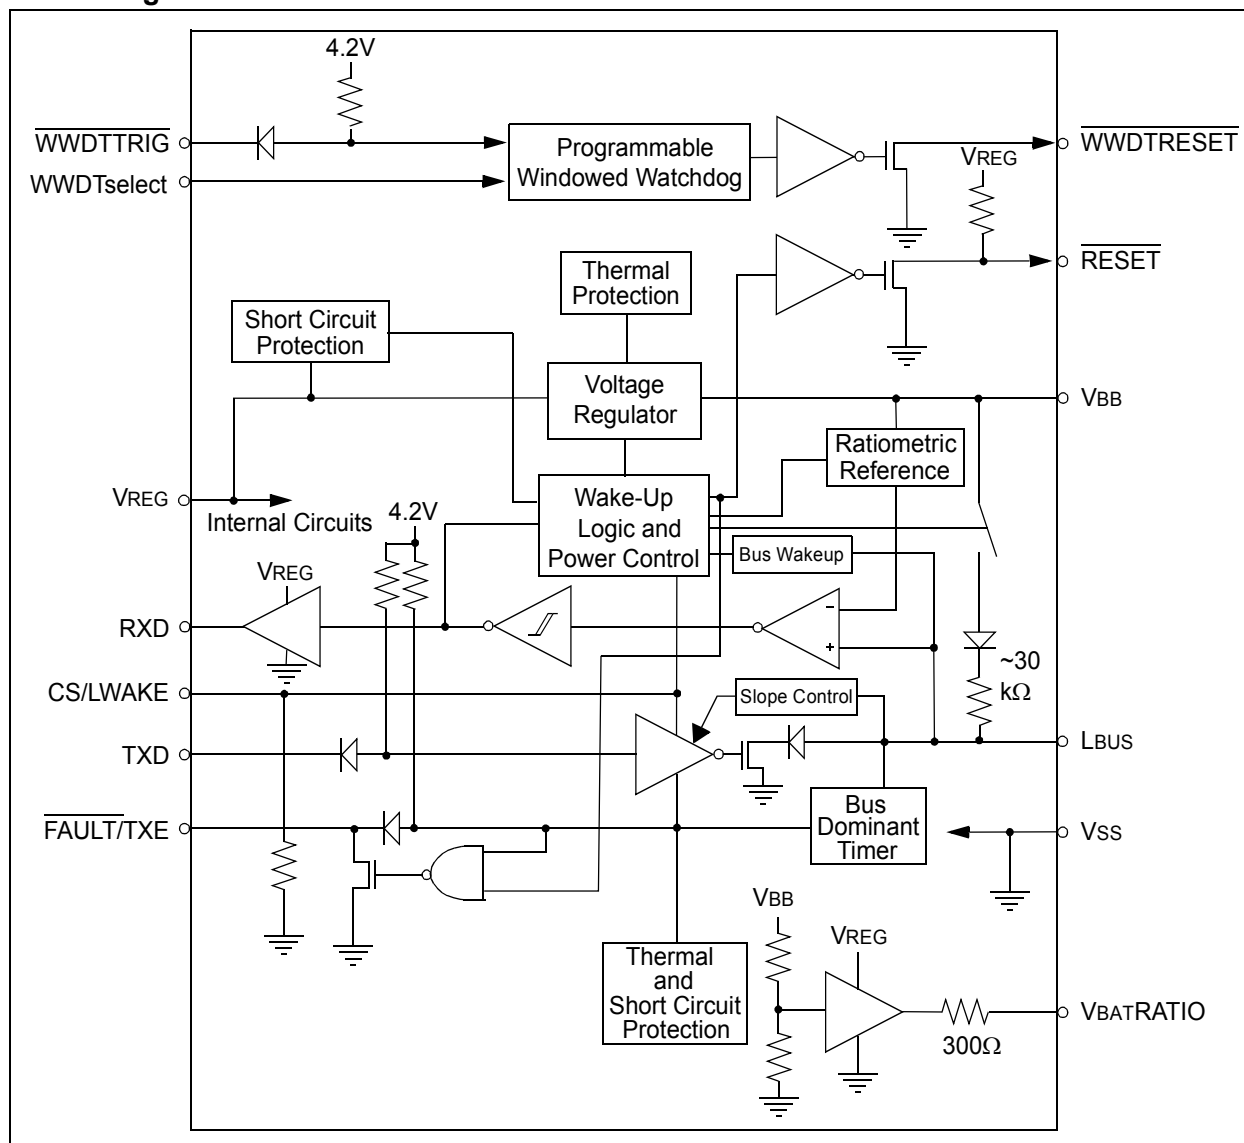 4.2V
WWDTTRIG
WWDTselect
Programmable
Windowed Watchdog
WWDTRESET
VREG
RESET
Thermal
Protection
Short Circuit
Protection
Voltage
Regulator
VBB
Ratiometric
Reference
VREG
Internal Circuits
4.2V
Wake-Up
Logic and
Power Control
Bus Wakeup
VREG
RXD
-
+
~30
kΩ
CS/LWAKE
Slope Control
TXD
LBUS
FAULT/TXE
Bus
Dominant
Timer
VSS
VBB
VREG
Thermal
and
Short Circuit
Protection
300Ω
VBATRATIO